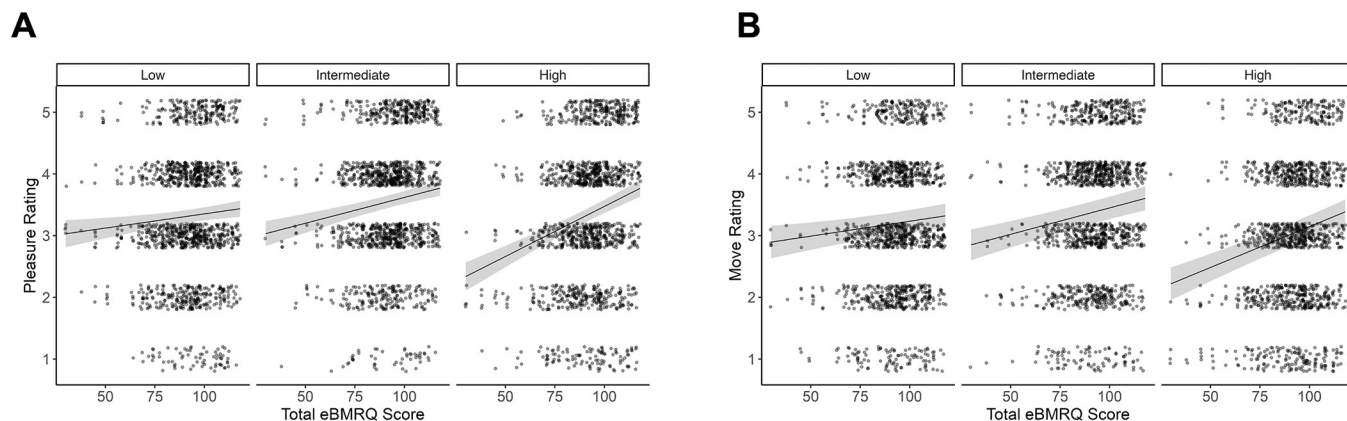 A
B
Low Intermediate High
Low Intermediate High
Pleasure Rating
5
4
3
2
1
50 75 100 50 75 100 50 75 100
Total eBMRQ Score
Move Rating
5
4
3
2
1
50 75 100 50 75 100 50 75 100
Total eBMRQ Score